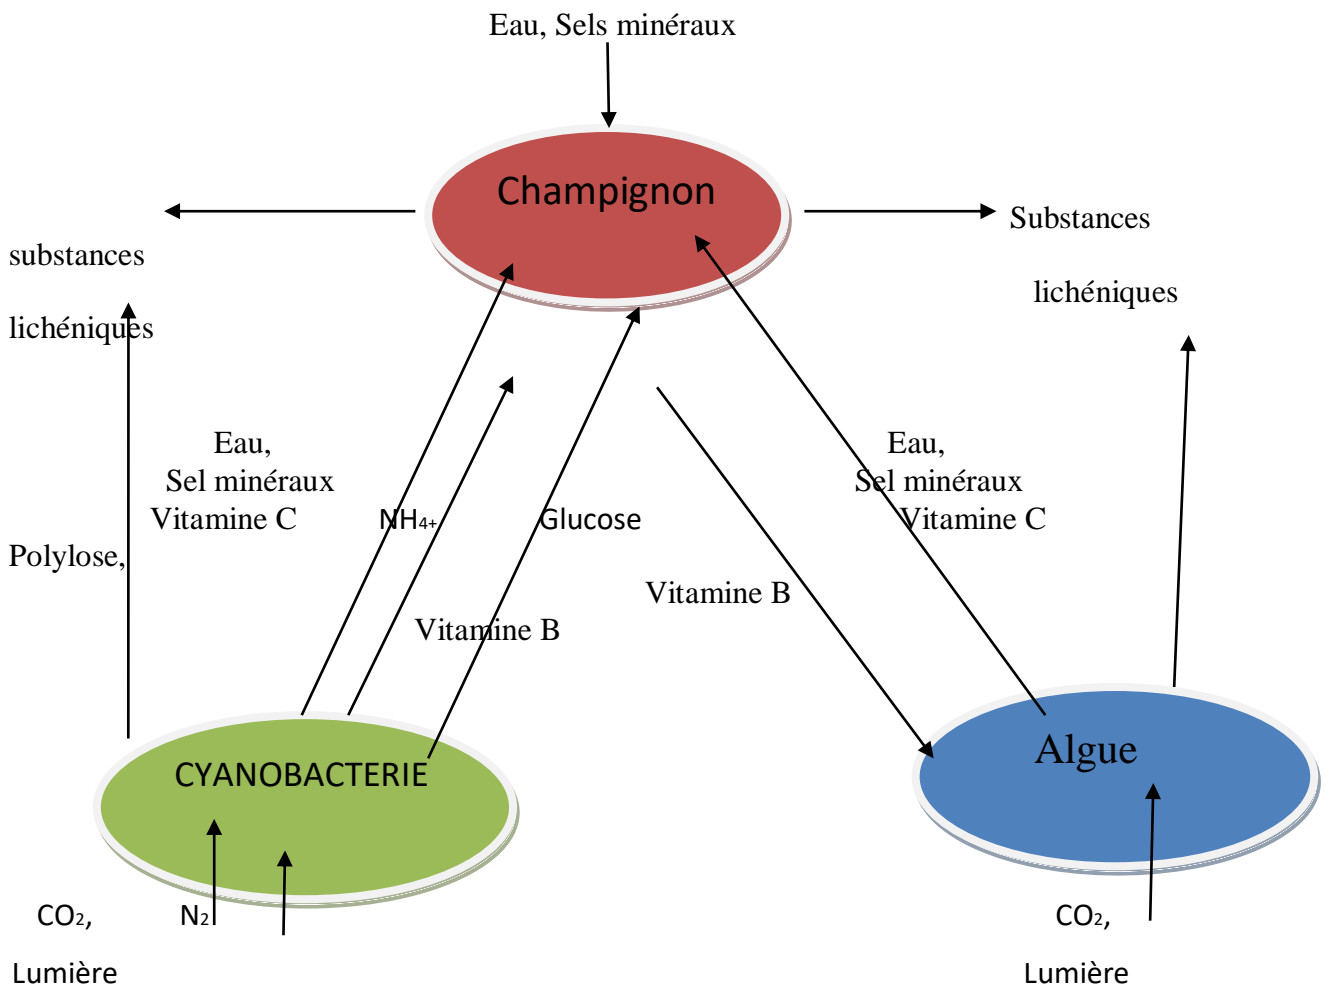 Eau, Sels minéraux
Champignon
substances
lichéniques
Substances
lichéniques
Eau,
Sel minéraux
Vitamine C
NH4+
Glucose
Eau,
Sel minéraux
Vitamine C
Polylose,
Vitamine B
Vitamine B
CYANOBACTERIE
Algue
CO2,
N2
Lumière
CO2,
Lumière